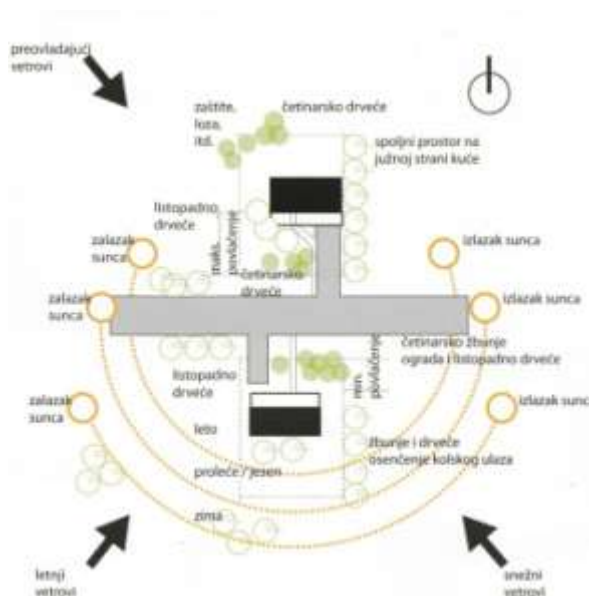 preovladajući
vetrovi
zaštite,
loza,
itd.
četinarsko drveće
spoljni prostor na
južnoj strani kuće
listopadno
drveće
maks.
povlačenje
zalazak
sunca
izlazak sunca
četinarsko
drveće
zalazak
sunca
izlazak sunca
četinarsko žbunje
ograda i listopadno drveće
min.
povlačenje
listopadno
drveće
zalazak
sunca
izlazak sunca
leto
žbunje i drveće
osenčenje kolskog ulaza
proleće / jesen
zima
letnji
vetrovi
snežni
vetrovi